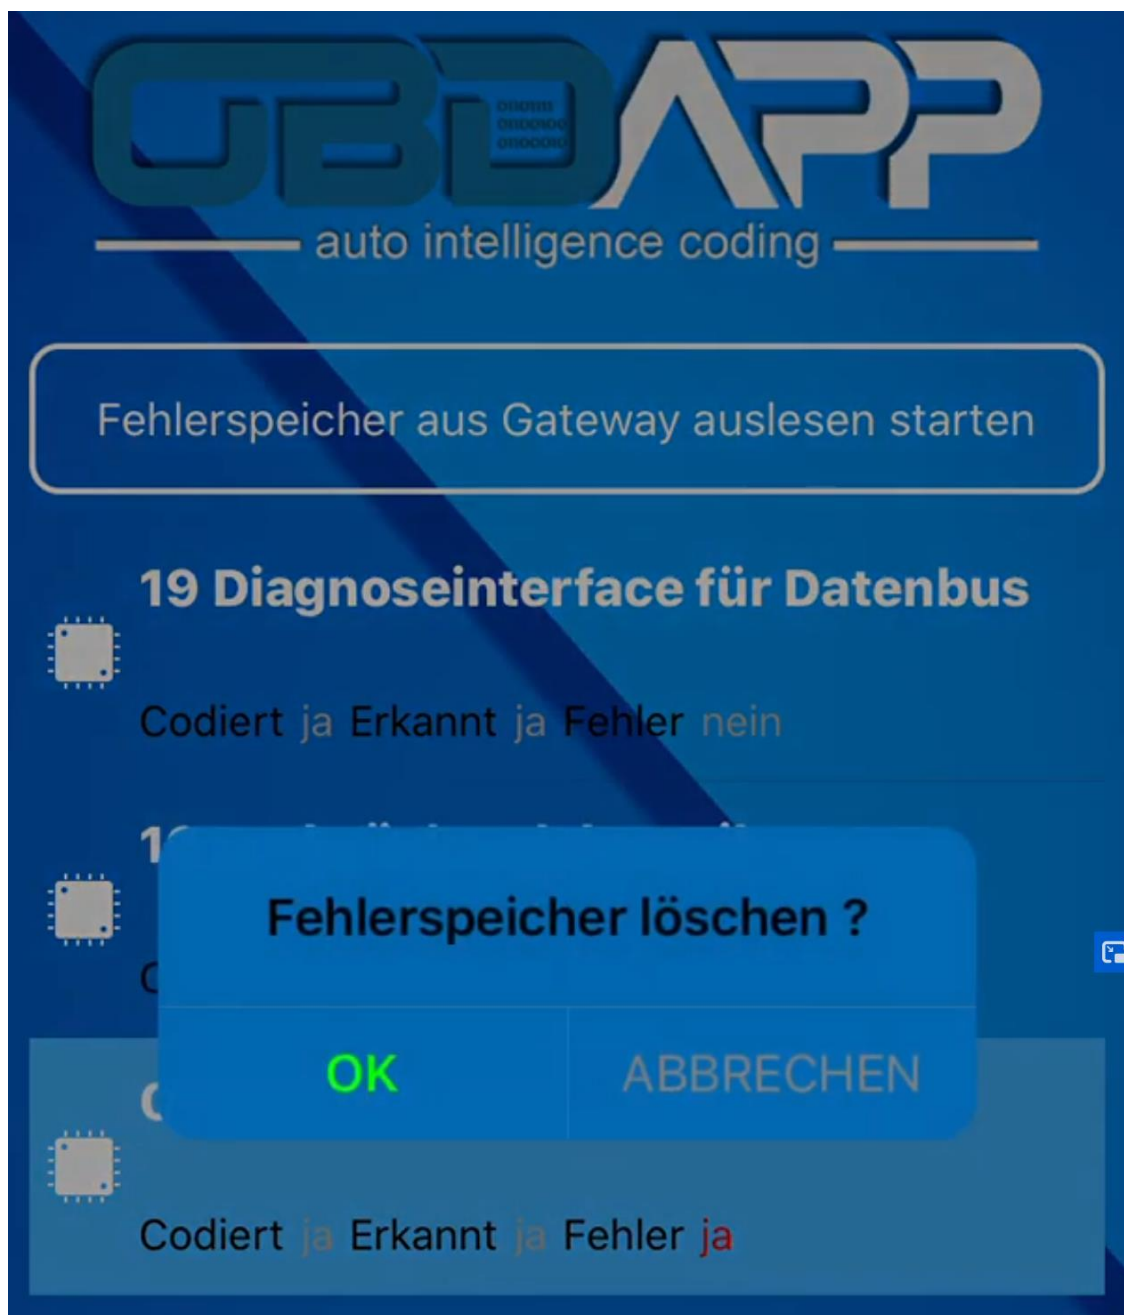 OBDAPP
auto intelligence coding
Fehlerspeicher aus Gateway auslesen starten
19 Diagnoseinterface für Datenbus
Codiert ja Erkannt ja Fehler nein
Fehlerspeicher löschen ?
OK ABBRECHEN
Codiert ja Erkannt ja Fehler ja